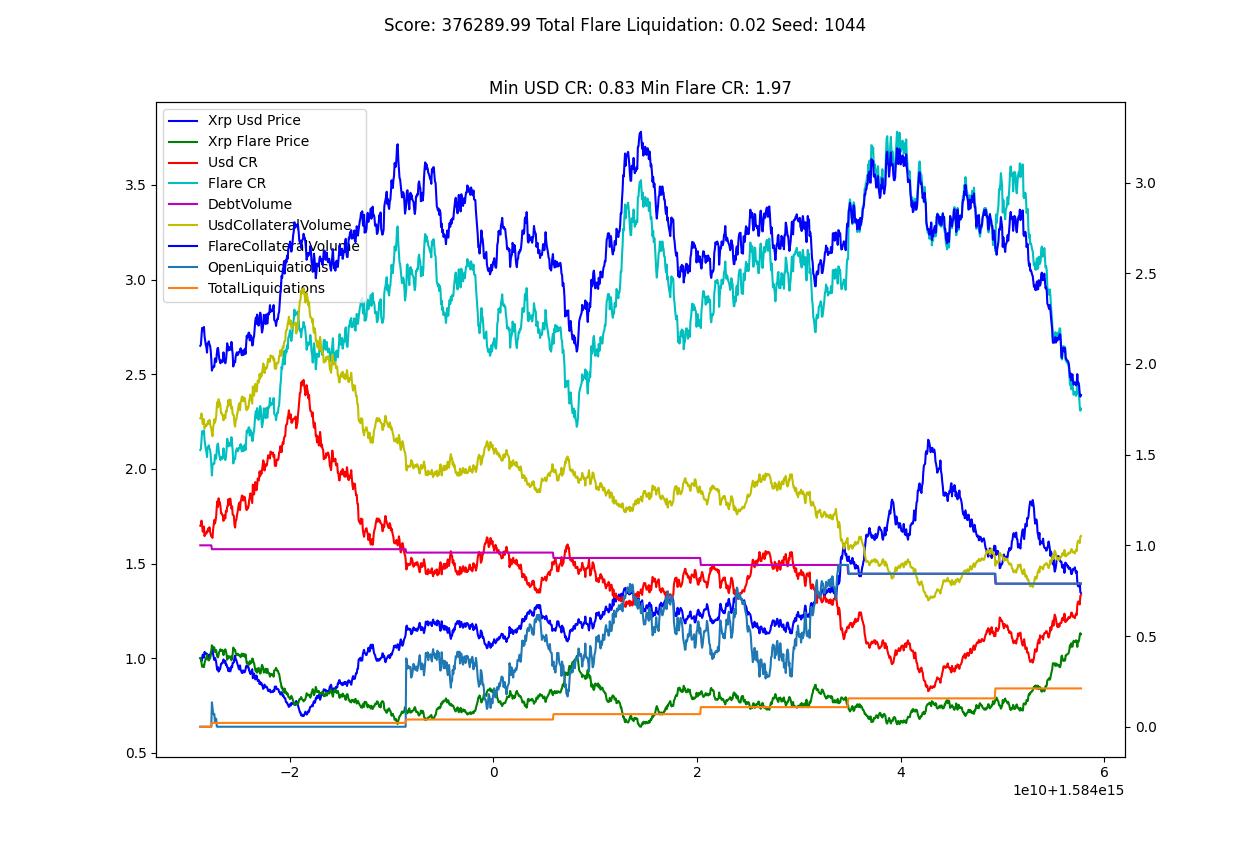 Score: 376289.99 Total Flare Liquidation: 0.02 Seed: 1044
Min USD CR: 0.83 Min Flare CR: 1.97
Xrp Usd Price
Xrp Flare Price
Usd CR
Flare CR
DebtVolume
UsdCollateralVolume
FlareCollateralVolume
OpenLiquidations
TotalLiquidations
3.5
3.0
2.5
2.0
1.5
1.0
0.5
3.0
2.5
2.0
1.5
1.0
0.5
0.0
−2 0 2 4 6
1e10+1.584e15